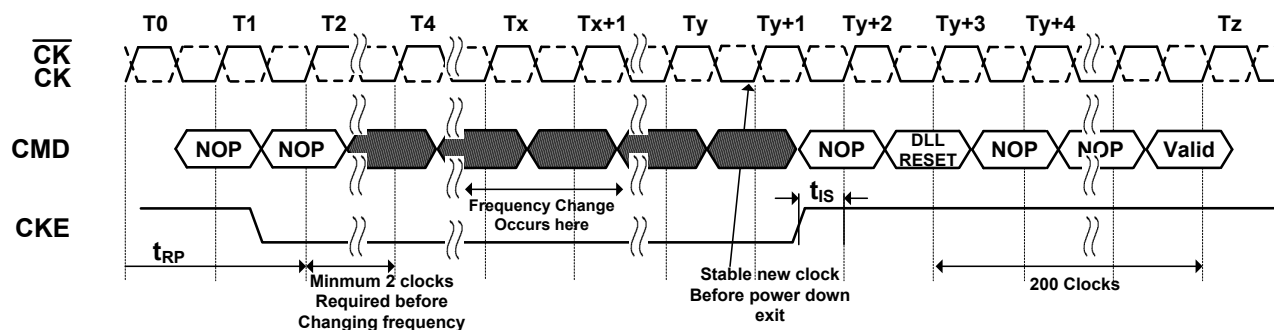 T0 T1 T2 T4 Tx Tx+1 Ty Ty+1 Ty+2 Ty+3 Ty+4 Tz
CK
CK
CMD
NOP NOP NOP DLL RESET NOP NOP Valid
CKE
tIS
Frequency Change
Occurs here
tRP
Minmum 2 clocks
Required before
Changing frequency
Stable new clock
Before power down
exit
200 Clocks